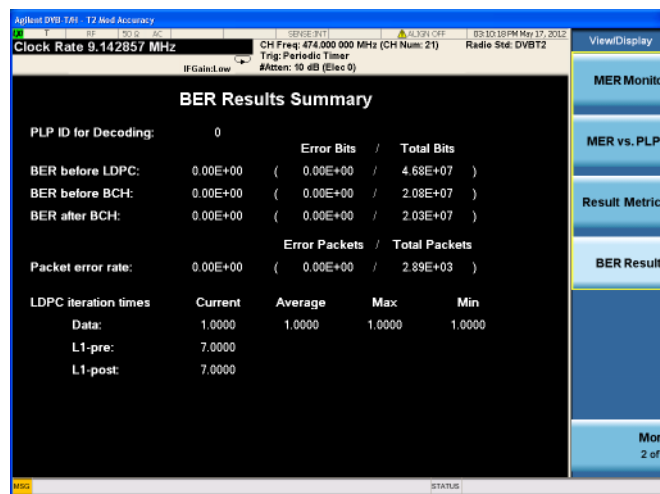 Agilent DVB-T/H - T2 Mod Accuracy
T RF 50 Ω AC SENSE:INT ALIGN OFF 03:10:18PM May 17, 2012
Clock Rate 9.142857 MHz CH Freq: 474.000 000 MHz (CH Num: 21) Radio Std: DVBT2
Trig: Periodic Timer
IFGain:Low #Atten: 10 dB (Elec 0)
View/Display
BER Results Summary
MER Monito
PLP ID for Decoding: 0
Error Bits / Total Bits
MER vs. PLP
BER before LDPC: 0.00E+00 ( 0.00E+00 / 4.68E+07 )
BER before BCH: 0.00E+00 ( 0.00E+00 / 2.08E+07 )
Result Metric
BER after BCH: 0.00E+00 ( 0.00E+00 / 2.03E+07 )
Error Packets / Total Packets
BER Result
Packet error rate: 0.00E+00 ( 0.00E+00 / 2.89E+03 )
LDPC iteration times Current Average Max Min
Data: 1.0000 1.0000 1.0000 1.0000
L1-pre: 7.0000
L1-post: 7.0000
Mor
2 of
MSG STATUS